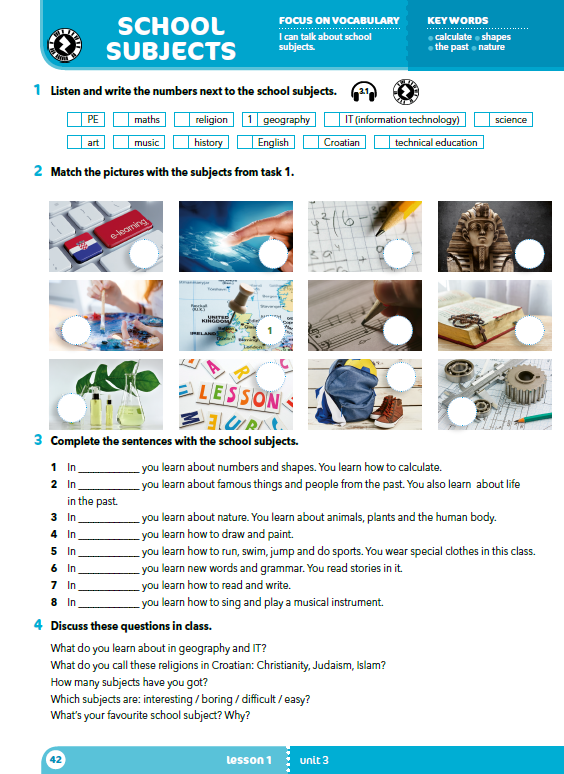 SCHOOL
SUBJECTS
FOCUS ON VOCABULARY
I can talk about school
subjects.
KEY WORDS
calculate shapes
the past nature
1 Listen and write the numbers next to the school subjects. 3.1
PE maths religion 1 geography IT (information technology) science
art music history English Croatian technical education
2 Match the pictures with the subjects from task 1.
e-learning
UNITED
KINGDOM
IRELAND
1
LESSON
3 Complete the sentences with the school subjects.
1 In ___________ you learn about numbers and shapes. You learn how to calculate.
2 In ___________ you learn about famous things and people from the past. You also learn about life
in the past.
3 In ___________ you learn about nature. You learn about animals, plants and the human body.
4 In ___________ you learn how to draw and paint.
5 In ___________ you learn how to run, swim, jump and do sports. You wear special clothes in this class.
6 In ___________ you learn new words and grammar. You read stories in it.
7 In ___________ you learn how to read and write.
8 In ___________ you learn how to sing and play a musical instrument.
4 Discuss these questions in class.
What do you learn about in geography and IT?
What do you call these religions in Croatian: Christianity, Judaism, Islam?
How many subjects have you got?
Which subjects are: interesting / boring / difficult / easy?
What's your favourite school subject? Why?
42 lesson 1 unit 3